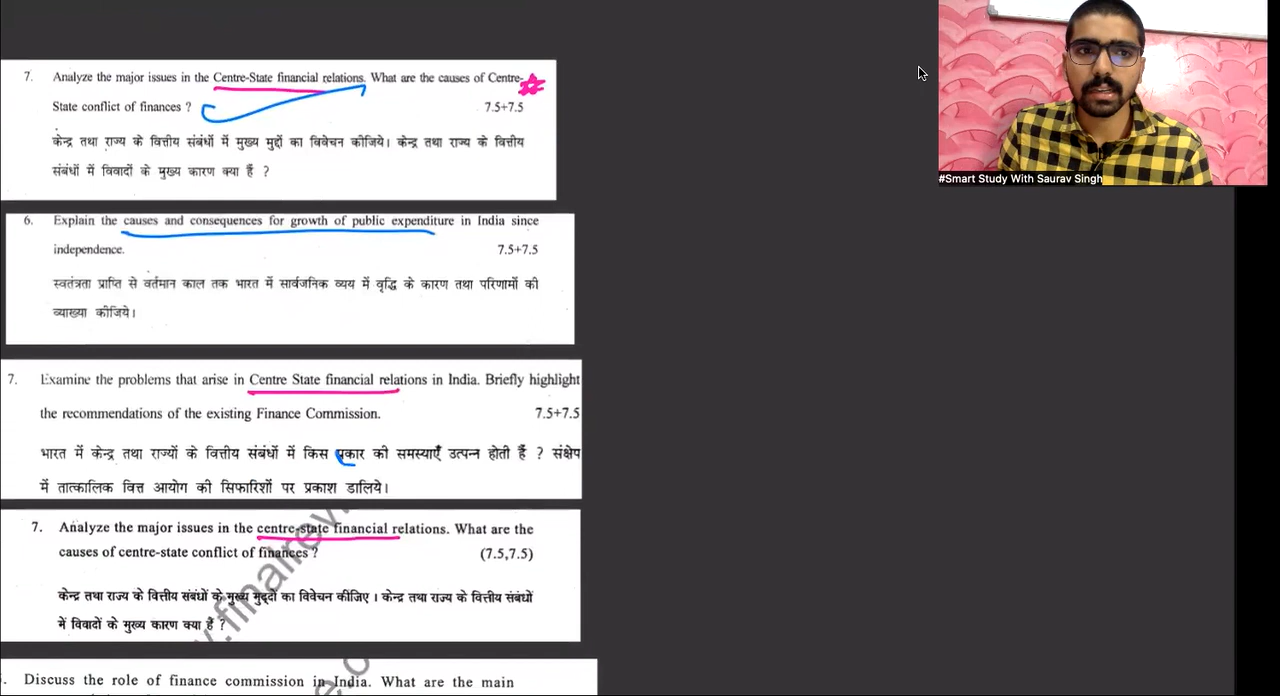 7. Analyze the major issues in the Centre-State financial relations. What are the causes of Centre-
State conflict of finances ? 7.5+7.5
केन्द्र तथा राज्य के वित्तीय संबंधों में मुख्य मुद्दों का विवेचन कीजिये। केन्द्र तथा राज्य के वित्तीय
संबंधों में विवादों के मुख्य कारण क्या हैं ?
6. Explain the causes and consequences for growth of public expenditure in India since
independence. 7.5+7.5
स्वतंत्रता प्राप्ति से वर्तमान काल तक भारत में सार्वजनिक व्यय में वृद्धि के कारण तथा परिणामों की
व्याख्या कीजिये।
7. Examine the problems that arise in Centre State financial relations in India. Briefly highlight
the recommendations of the existing Finance Commission. 7.5+7.5
भारत में केन्द्र तथा राज्यों के वित्तीय संबंधों में किस प्रकार की समस्याएँ उत्पन्न होती हैं ? संक्षेप
में तात्कालिक वित्त आयोग की सिफारिशों पर प्रकाश डालिये।
7. Analyze the major issues in the centre-state financial relations. What are the
causes of centre-state conflict of finances ? (7.5,7.5)
केन्द्र तथा राज्य के वित्तीय संबंधों के मुख्य मुद्दों का विवेचन कीजिए । केन्द्र तथा राज्य के वित्तीय संबंधों
में विवादों के मुख्य कारण क्या हैं ?
. Discuss the role of finance commission in India. What are the main
#Smart Study With Saurav Singh